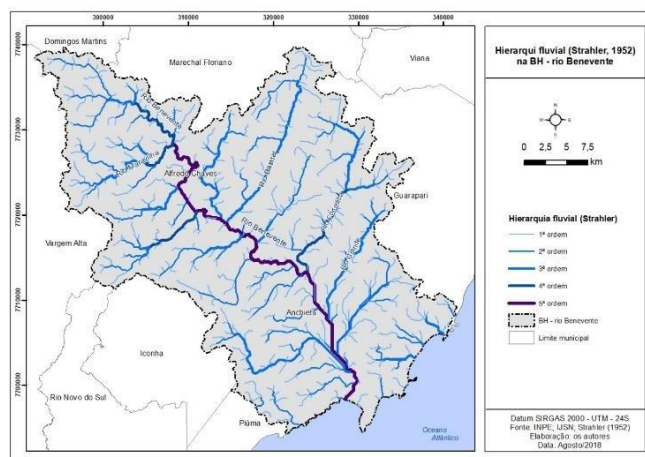 300000 310000 320000 330000 340000
7740000
7730000
7720000
7710000
7700000
Domingos Martins
Marechal Floriano
Viana
Rio Benevente
Alfredo Chaves
Rio Batate
Guarapari
Rio Benevente
Vargem Alta
Anchieta
Iconha
Rio Novo do Sul
Piúma
Oceano
Atlântico
Hierarqui fluvial (Strahler, 1952)
na BH - rio Benevente
N
S
0 2,5 5 7,5
km
Hierarquia fluvial (Strahler)
1ª ordem
2ª ordem
3ª ordem
4ª ordem
5ª ordem
BH - rio Benevente
Limite municipal
Datum SIRGAS 2000 - UTM - 24S
Fonte: INPE; IJSN; Strahler (1952)
Elaboração: os autores
Data: Agosto/2018